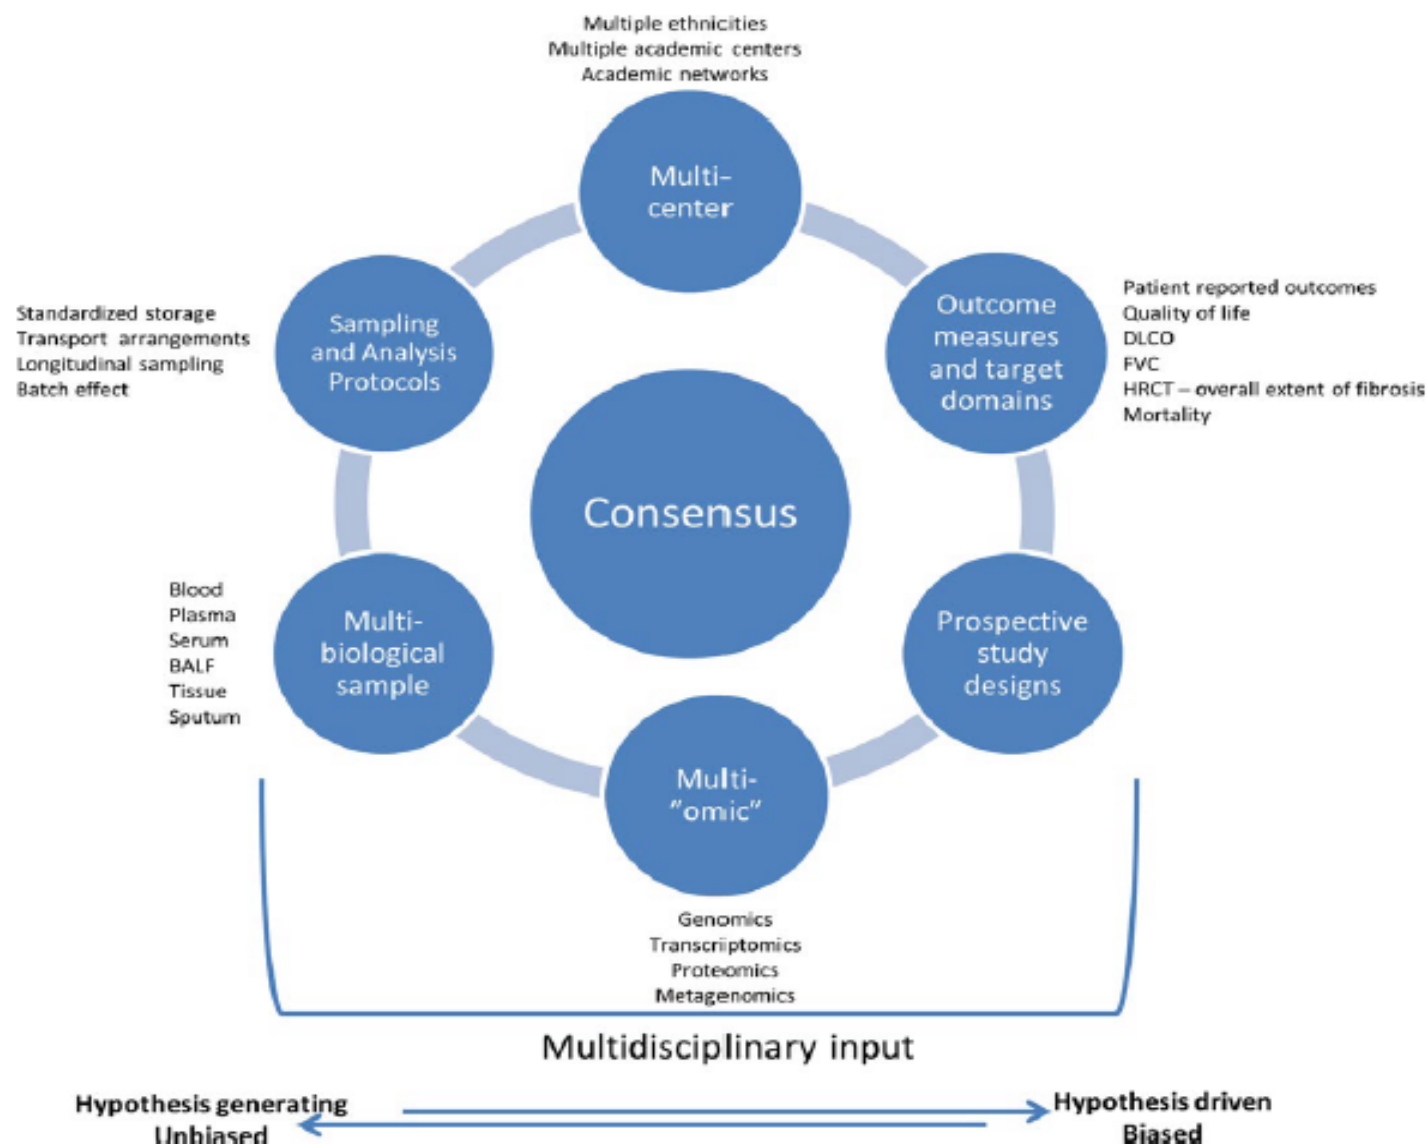 Multiple ethnicities
Multiple academic centers
Academic networks
Multi-
center
Sampling
and Analysis
Protocols
Standardized storage
Transport arrangements
Longitudinal sampling
Batch effect
Outcome
measures
and target
domains
Patient reported outcomes
Quality of life
DLCO
FVC
HRCT – overall extent of fibrosis
Mortality
Consensus
Blood
Plasma
Serum
BALF
Tissue
Sputum
Multi-
biological
sample
Prospective
study
designs
Multi-
"omic"
Genomics
Transcriptomics
Proteomics
Metagenomics
Multidisciplinary input
Hypothesis generating
Unbiased
Hypothesis driven
Biased